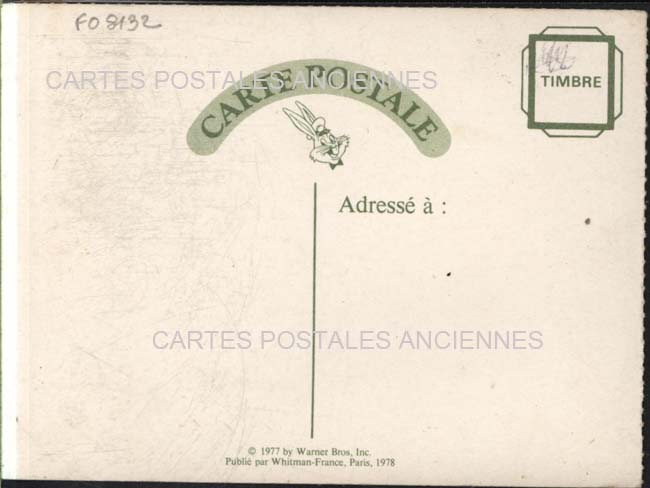 FO 8132
CARTES POSTALES ANCIENNES
CARTE POSTALE
TIMBRE
Adressé à :
CARTES POSTALES ANCIENNES
© 1977 by Warner Bros, Inc.
Publié par Whitman-France, Paris, 1978